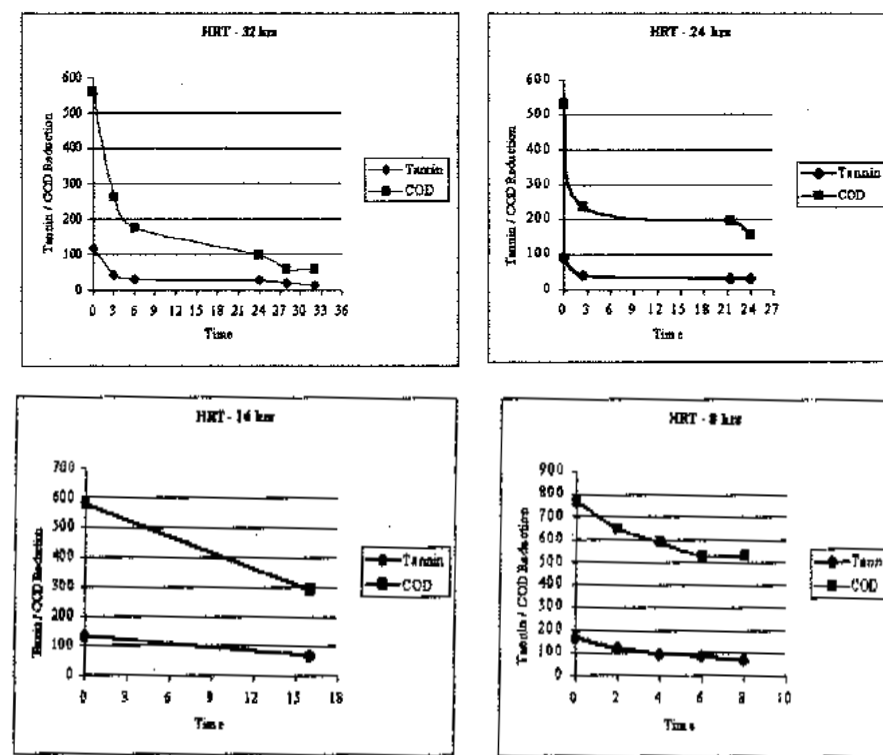 HRT - 32 hrs
Tannin / COD Reduction
600
500
400
300
200
100
0
0 3 6 9 12 15 18 21 24 27 30 33 36
Time
Tannin
COD
HRT - 24 hrs
Tannin / COD Reduction
600
500
400
300
200
100
0
0 3 6 9 12 15 18 21 24 27
Time
Tannin
COD
HRT - 16 hrs
Tannin / COD Reduction
700
600
500
400
300
200
100
0
0 3 6 9 12 15 18
Time
Tannin
COD
HRT - 8 hrs
Tannin / COD Reduction
900
800
700
600
500
400
300
200
100
0
0 2 4 6 8 10
Time
Tann
COD